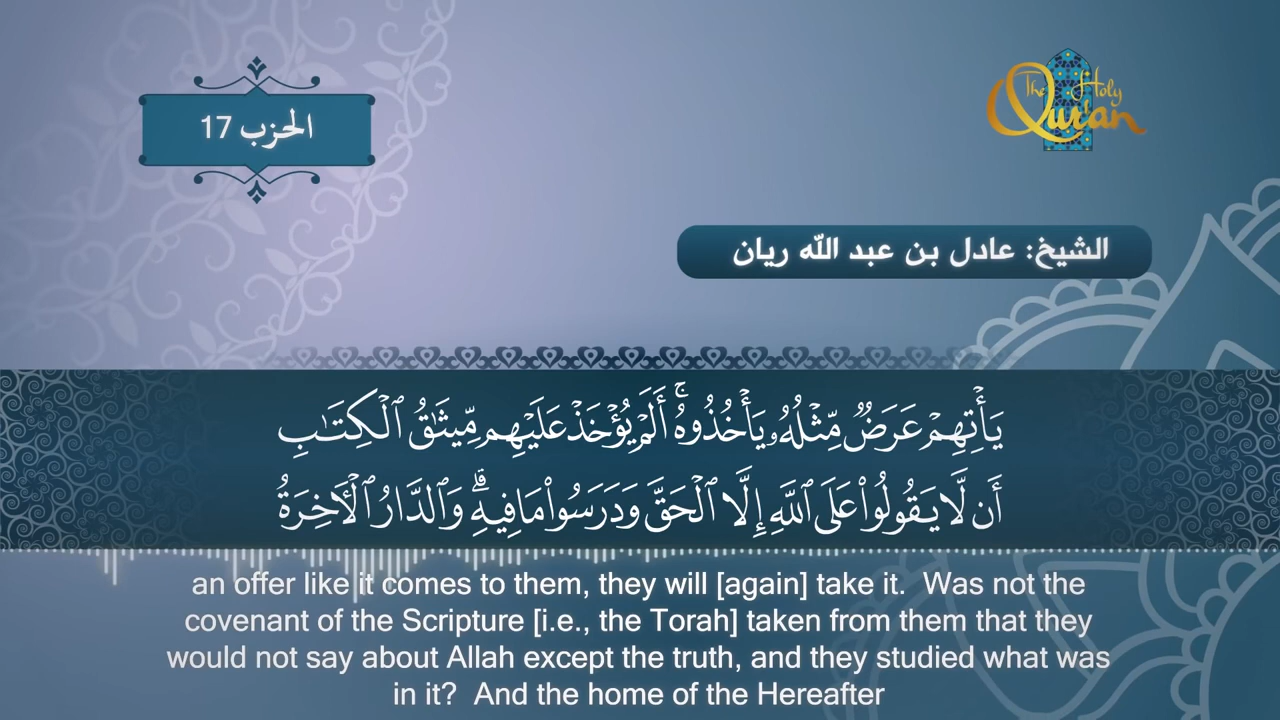 الحزب 17
The Holy
Qur'an
الشيخ: عادل بن عبد الله ريان
يَأْتِهِمْ عَرَضٌ مِّثْلُهُۥ يَأْخُذُوهُ ۚ أَلَمْ يُؤْخَذْ عَلَيْهِم مِّيثَٰقُ ٱلْكِتَٰبِ
أَن لَّا يَقُولُوا۟ عَلَى ٱللَّهِ إِلَّا ٱلْحَقَّ وَدَرَسُوا۟ مَا فِيهِ ۗ وَٱلدَّارُ ٱلْـَٔاخِرَةُ
an offer like it comes to them, they will [again] take it.  Was not the
covenant of the Scripture [i.e., the Torah] taken from them that they
would not say about Allah except the truth, and they studied what was
in it?  And the home of the Hereafter